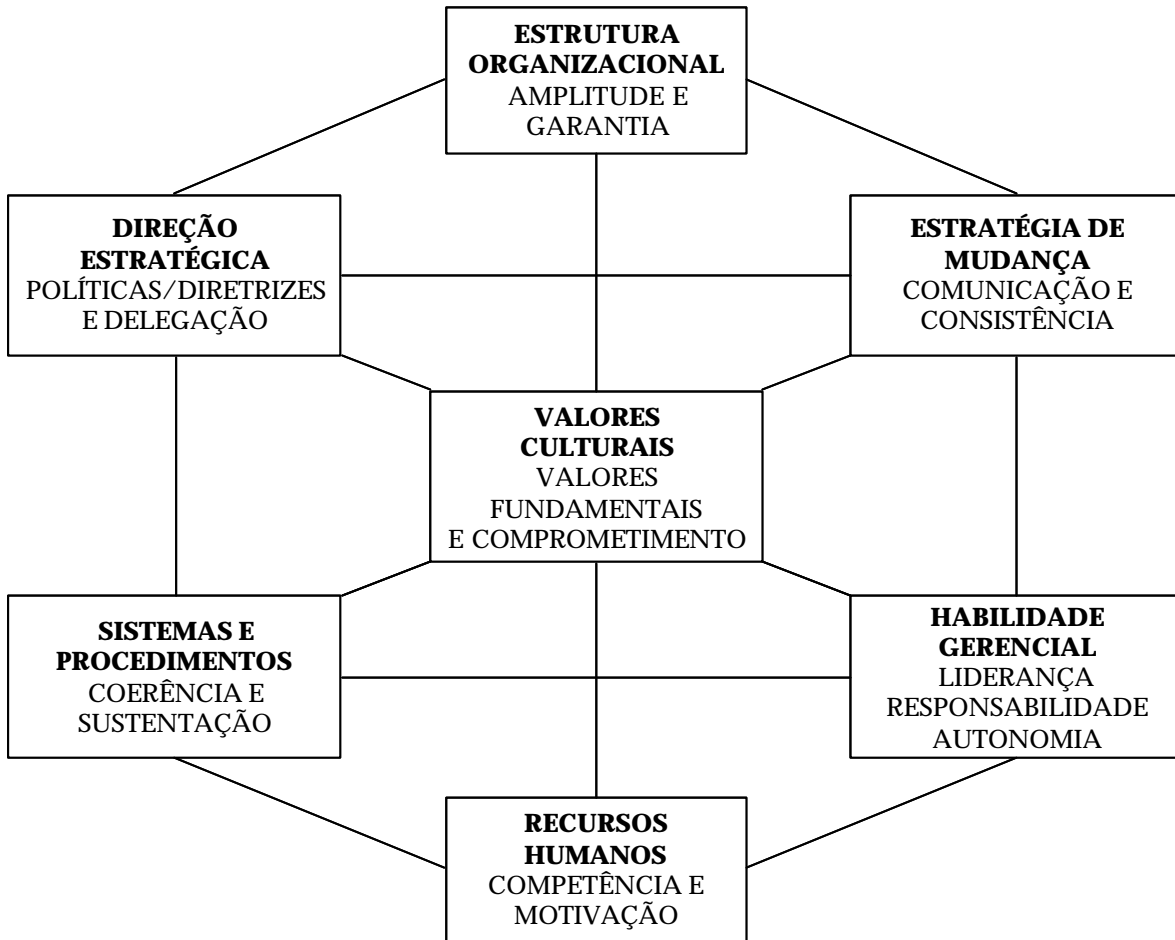 ESTRUTURA
ORGANIZACIONAL
AMPLITUDE E
GARANTIA
DIREÇÃO
ESTRATÉGICA
POLÍTICAS/DIRETRIZES
E DELEGAÇÃO
ESTRATÉGIA DE
MUDANÇA
COMUNICAÇÃO E
CONSISTÊNCIA
VALORES
CULTURAIS
VALORES
FUNDAMENTAIS
E COMPROMETIMENTO
SISTEMAS E
PROCEDIMENTOS
COERÊNCIA E
SUSTENTAÇÃO
HABILIDADE
GERENCIAL
LIDERANÇA
RESPONSABILIDADE
AUTONOMIA
RECURSOS
HUMANOS
COMPETÊNCIA E
MOTIVAÇÃO